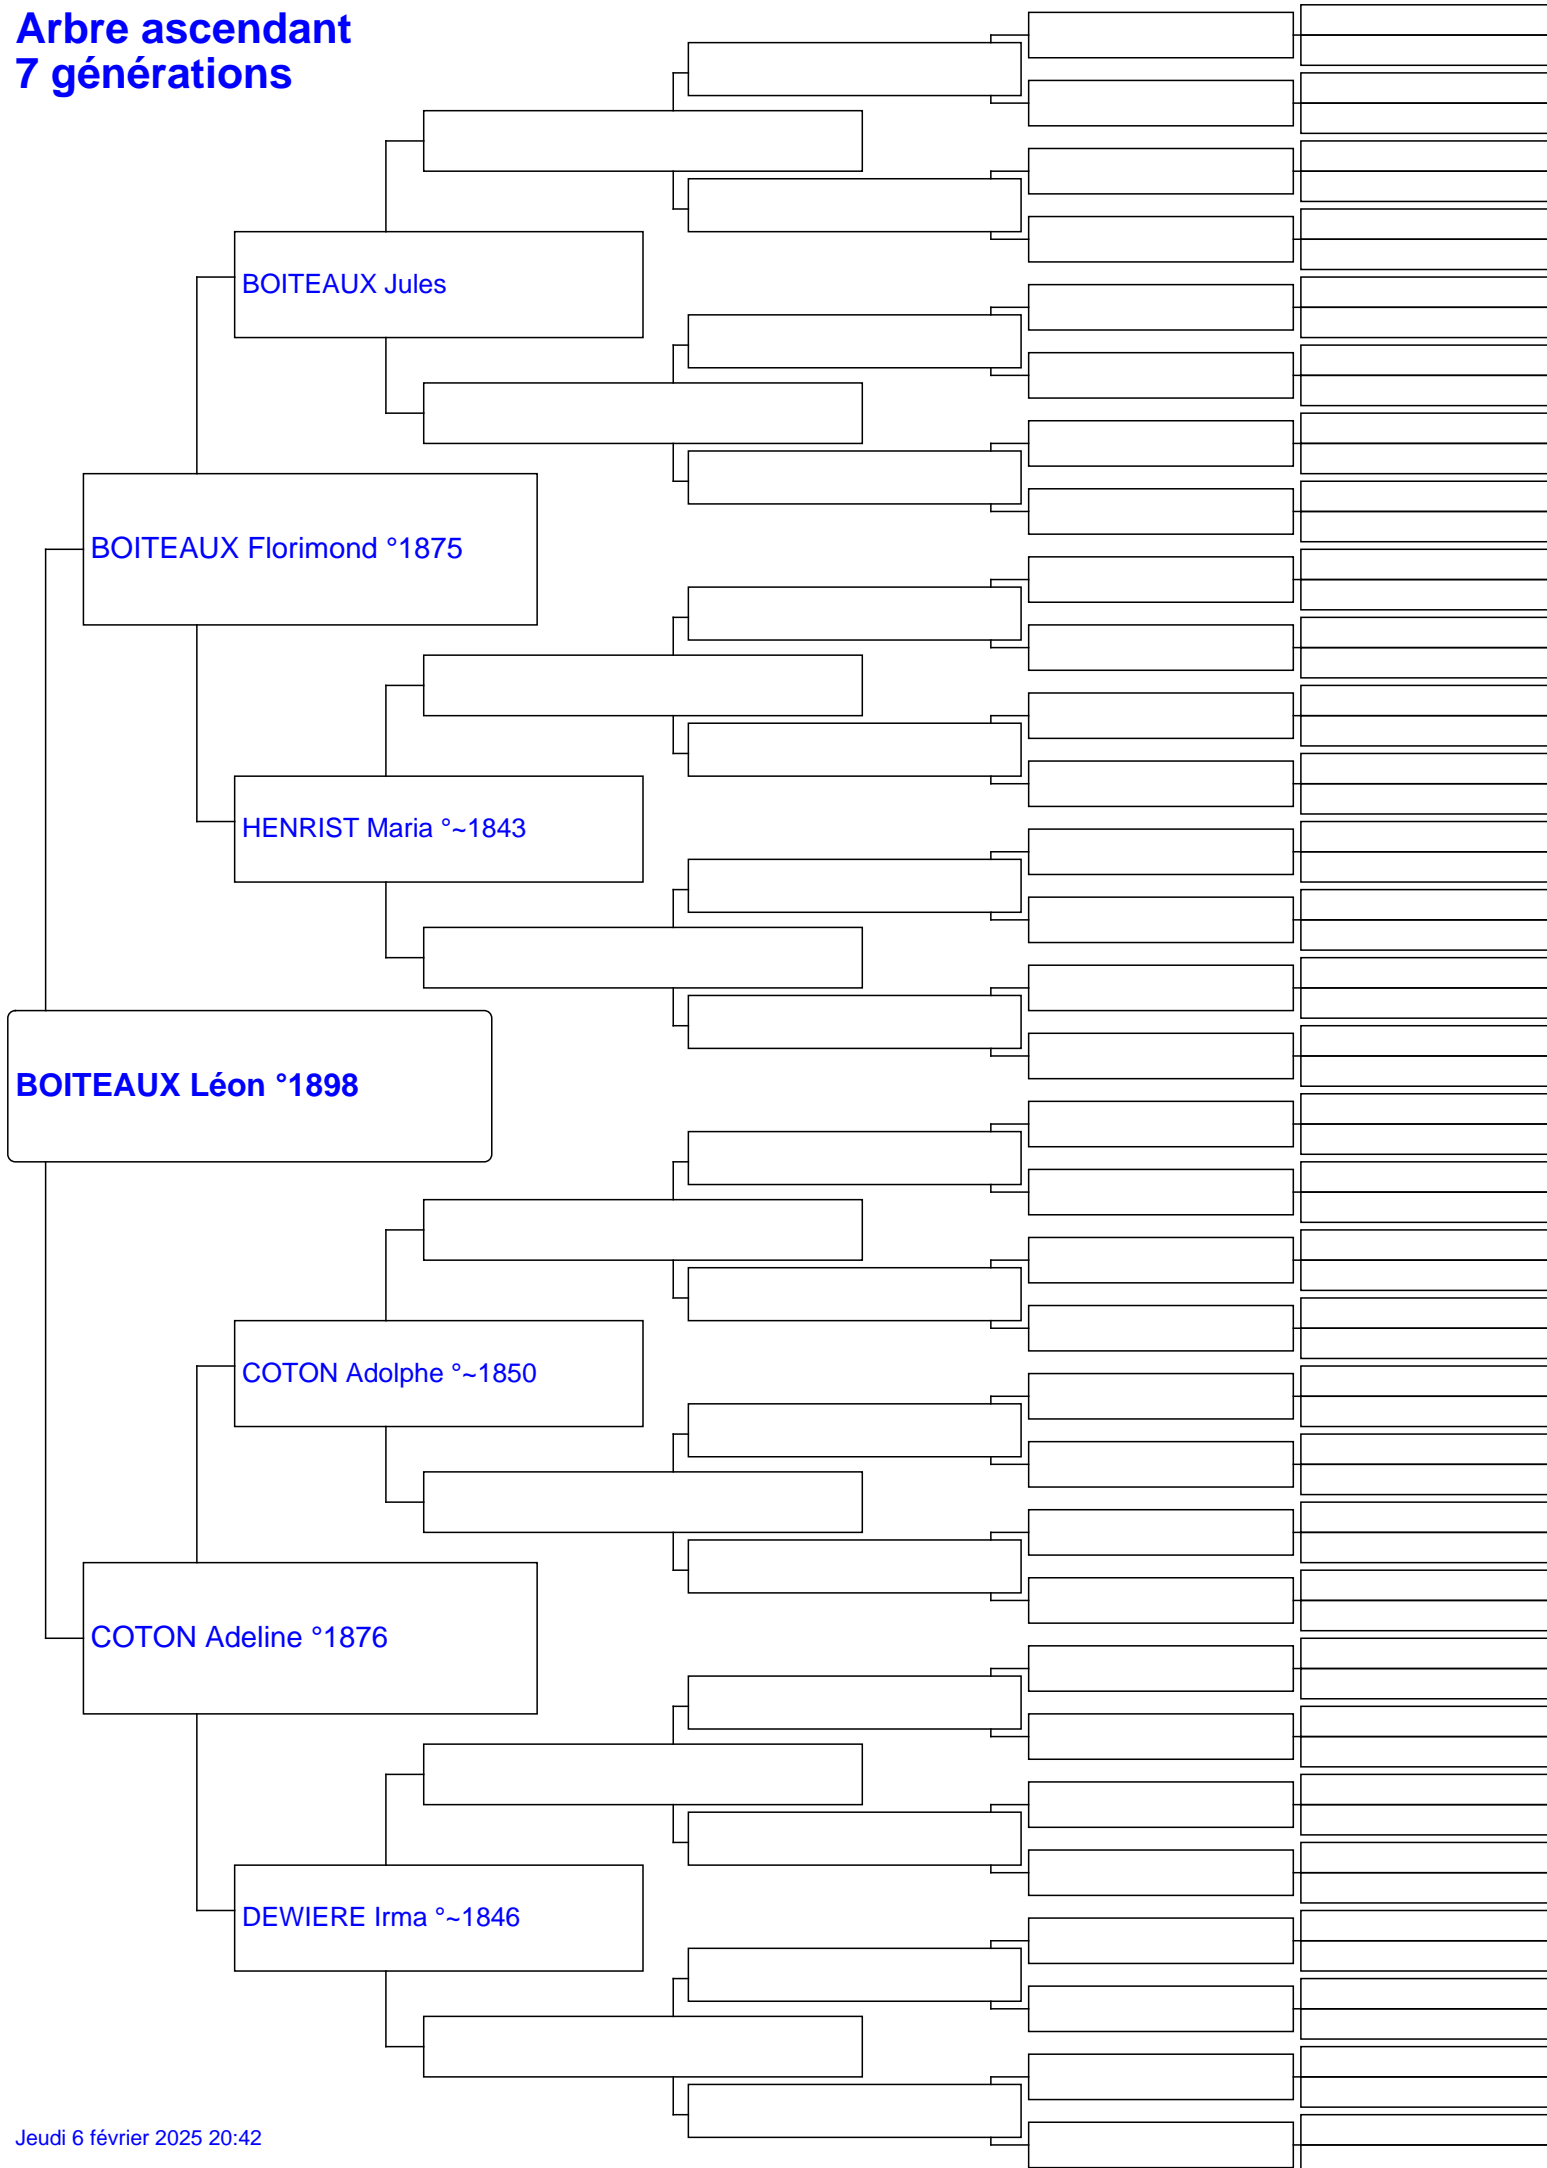 Arbre ascendant
7 générations
BOITEAUX Jules
BOITEAUX Florimond °1875
HENRIST Maria °~1843
BOITEAUX Léon °1898
COTON Adolphe °~1850
COTON Adeline °1876
DEWIERE Irma °~1846
Jeudi 6 février 2025 20:42